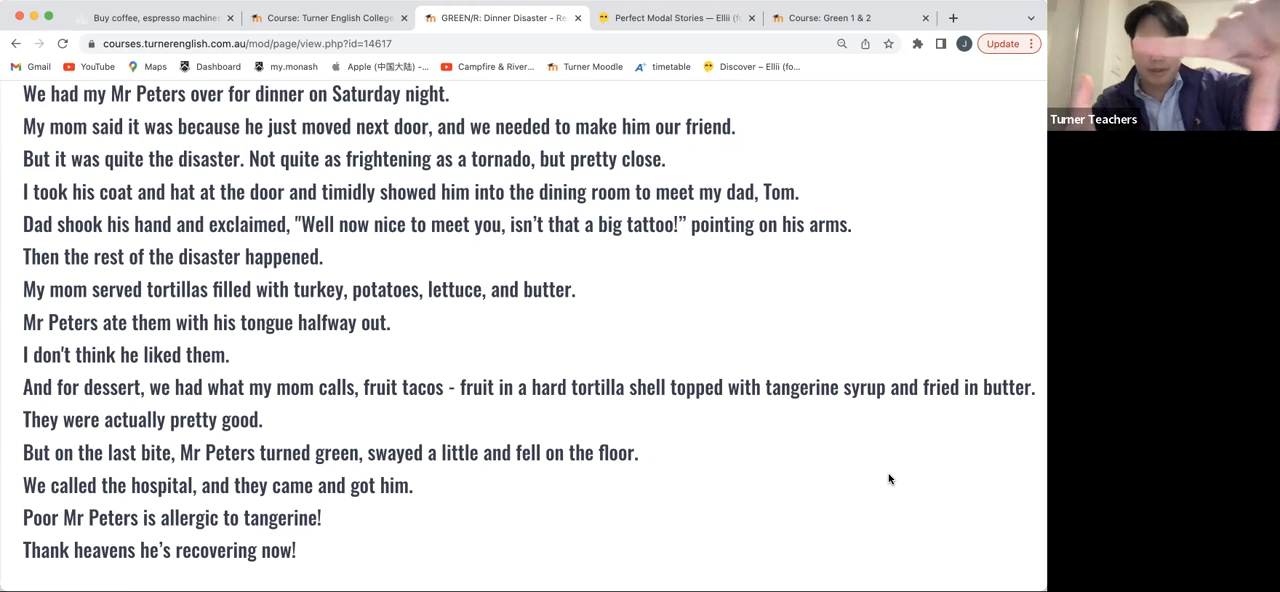 Buy coffee, espresso machine
Course: Turner English College
GREEN/R: Dinner Disaster - Re
Perfect Modal Stories — Ellii (f
Course: Green 1 & 2
courses.turnerenglish.com.au/mod/page/view.php?id=14617
J
Update
Gmail
YouTube
Maps
Dashboard
my.monash
Apple (中国大陆) -...
Campfire & River...
Turner Moodle
timetable
Discover – Ellii (fo...
We had my Mr Peters over for dinner on Saturday night.
My mom said it was because he just moved next door, and we needed to make him our friend.
But it was quite the disaster. Not quite as frightening as a tornado, but pretty close.
I took his coat and hat at the door and timidly showed him into the dining room to meet my dad, Tom.
Dad shook his hand and exclaimed, "Well now nice to meet you, isn’t that a big tattoo!” pointing on his arms.
Then the rest of the disaster happened.
My mom served tortillas filled with turkey, potatoes, lettuce, and butter.
Mr Peters ate them with his tongue halfway out.
I don't think he liked them.
And for dessert, we had what my mom calls, fruit tacos - fruit in a hard tortilla shell topped with tangerine syrup and fried in butter.
They were actually pretty good.
But on the last bite, Mr Peters turned green, swayed a little and fell on the floor.
We called the hospital, and they came and got him.
Poor Mr Peters is allergic to tangerine!
Thank heavens he’s recovering now!
Turner Teachers